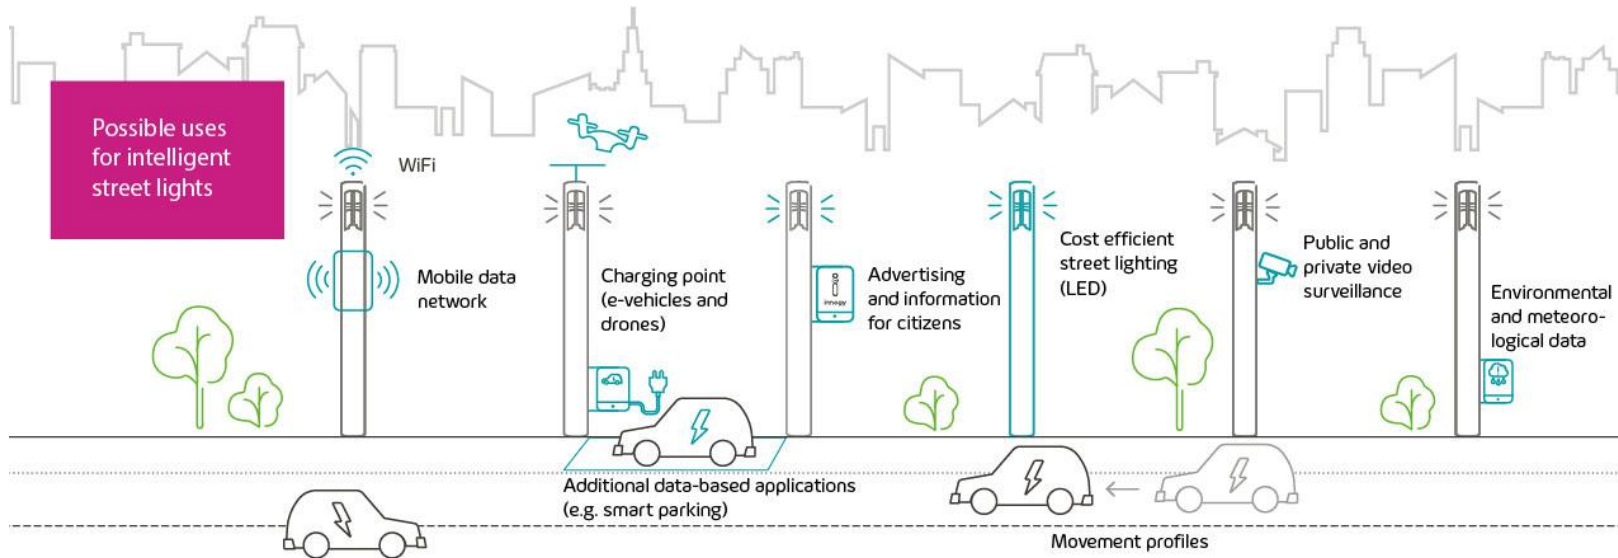 Possible uses
for intelligent
street lights
WiFi
Mobile data
network
Charging point
(e-vehicles and
drones)
innogy
Advertising
and information
for citizens
Cost efficient
street lighting
(LED)
Public and
private video
surveillance
Environmental
and meteoro-
logical data
Additional data-based applications
(e.g. smart parking)
Movement profiles